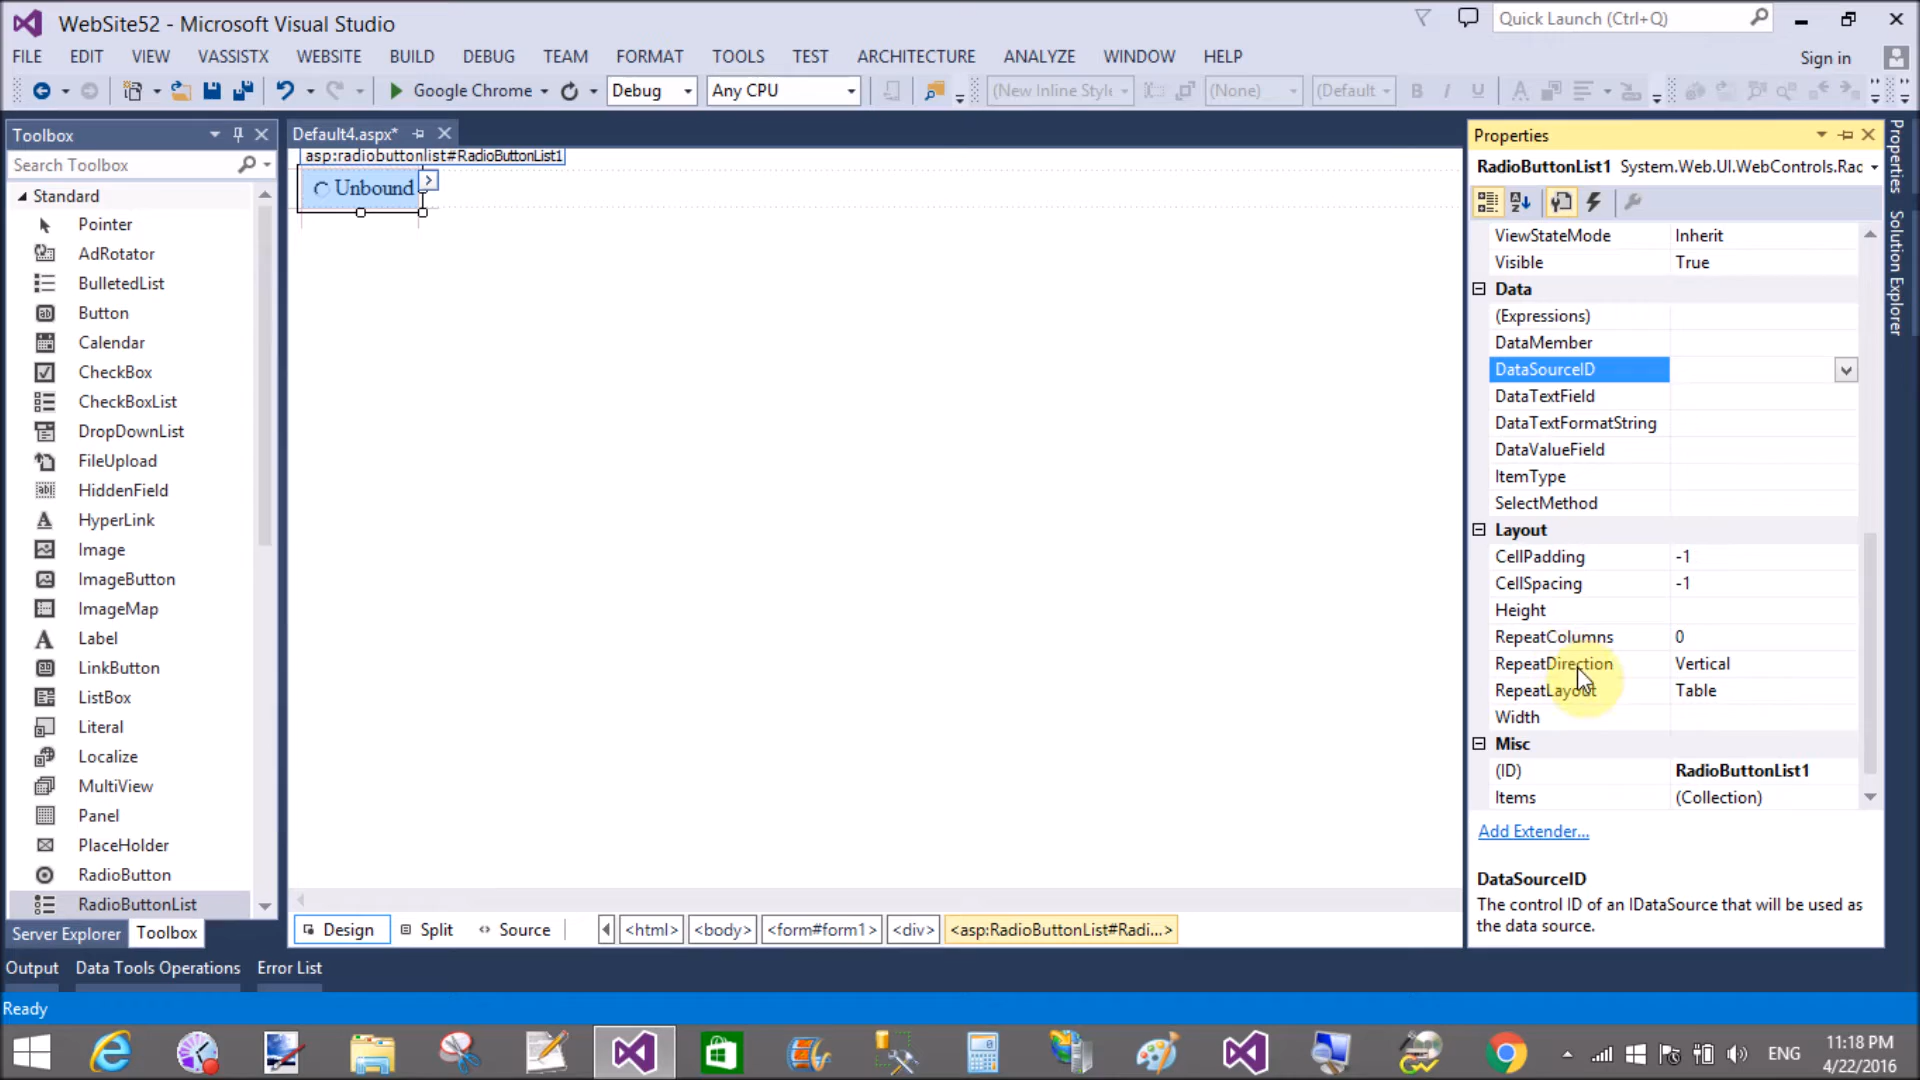 WebSite52 - Microsoft Visual Studio
Quick Launch (Ctrl+Q)
FILE EDIT VIEW VASSISTX WEBSITE BUILD DEBUG TEAM FORMAT TOOLS TEST ARCHITECTURE ANALYZE WINDOW HELP
Sign in
Google Chrome Debug Any CPU (New Inline Style (None) (Default B I U A
Toolbox
Search Toolbox
Standard
Pointer
AdRotator
BulletedList
Button
Calendar
CheckBox
CheckBoxList
DropDownList
FileUpload
HiddenField
HyperLink
Image
ImageButton
ImageMap
Label
LinkButton
ListBox
Literal
Localize
MultiView
Panel
PlaceHolder
RadioButton
RadioButtonList
Server Explorer Toolbox
Default4.aspx*
asp:radiobuttonlist#RadioButtonList1
Unbound
Design Split Source <html> <body> <form#form1> <div> <asp:RadioButtonList#Radi...>
Properties
RadioButtonList1 System.Web.UI.WebControls.Rac
ViewStateMode Inherit
Visible True
Data
(Expressions)
DataMember
DataSourceID
DataTextField
DataTextFormatString
DataValueField
ItemType
SelectMethod
Layout
CellPadding -1
CellSpacing -1
Height
RepeatColumns 0
RepeatDirection Vertical
RepeatLayout Table
Width
Misc
(ID) RadioButtonList1
Items (Collection)
Add Extender...
DataSourceID
The control ID of an IDataSource that will be used as
the data source.
Properties
Solution Explorer
Output Data Tools Operations Error List
Ready
ENG
11:18 PM
4/22/2016